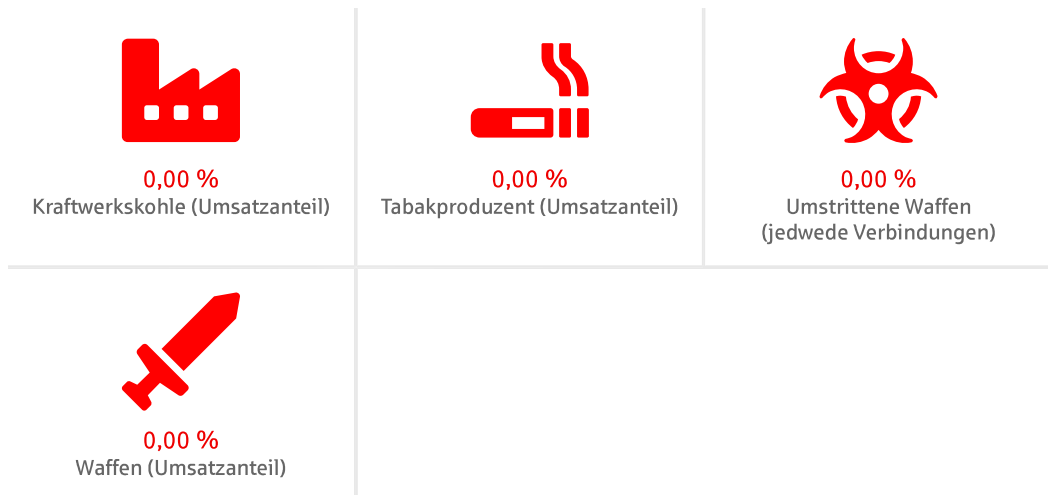 0,00 %
Kraftwerkskohle (Umsatzanteil)
0,00 %
Tabakproduzent (Umsatzanteil)
0,00 %
Umstrittene Waffen
(jedwede Verbindungen)
0,00 %
Waffen (Umsatzanteil)